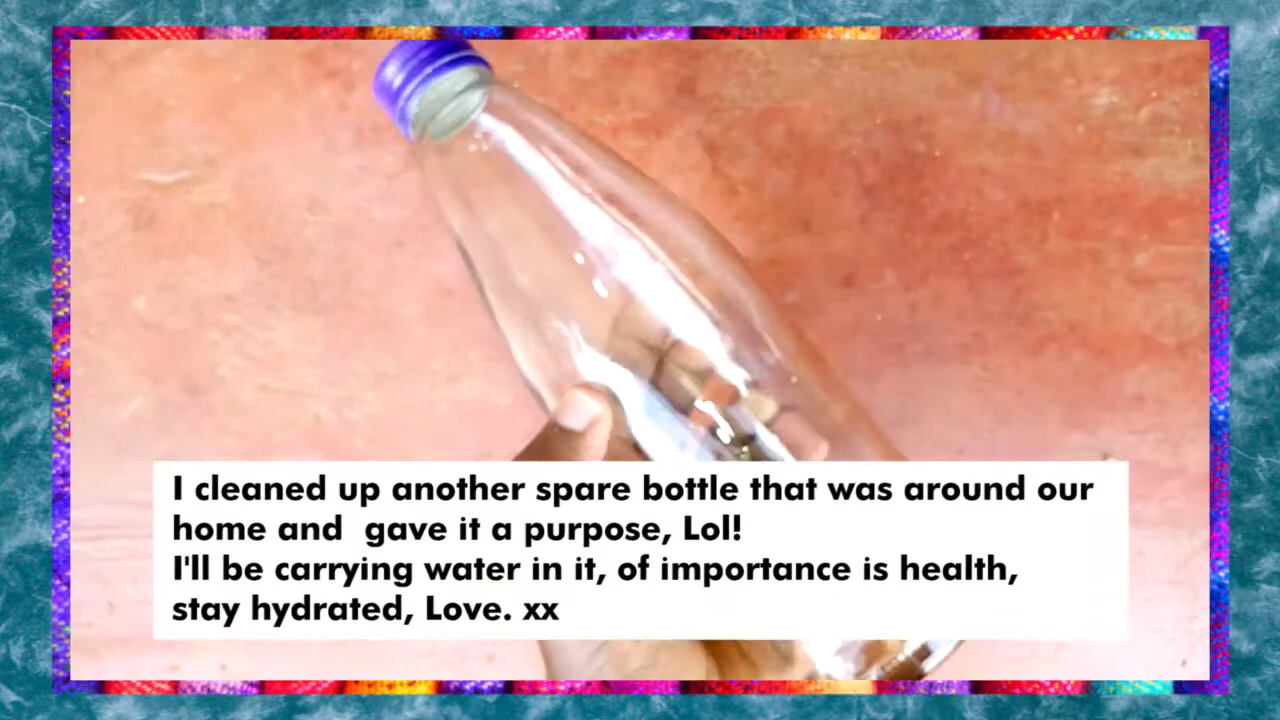 I cleaned up another spare bottle that was around our
home and  gave it a purpose, Lol!
I'll be carrying water in it, of importance is health,
stay hydrated, Love. xx